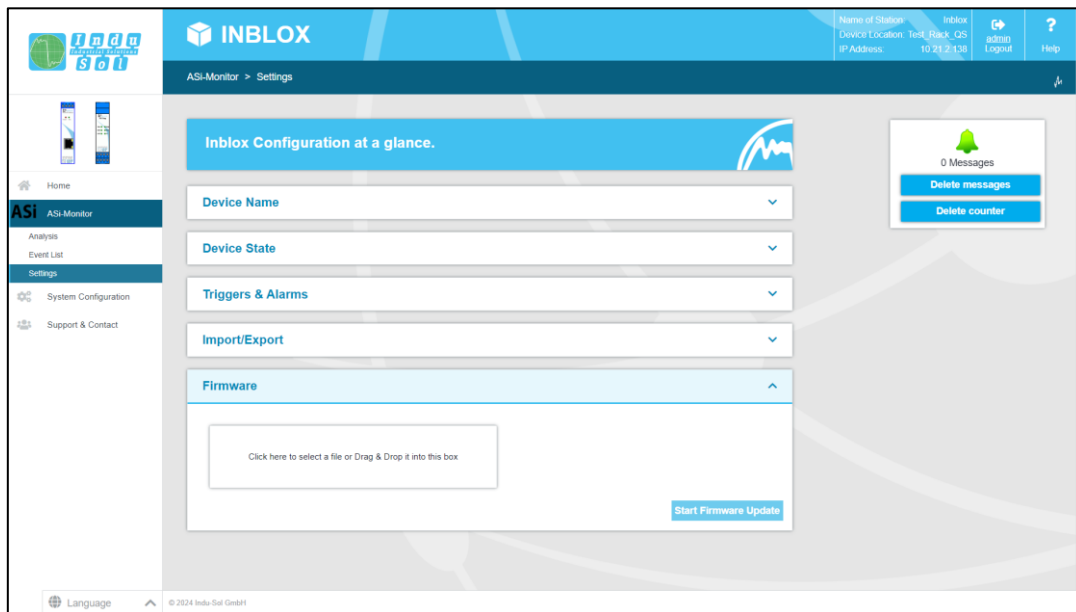 Indu
Industrial Solutions
Sol
INBLOX
Name of Station: Inblox
Device Location: Test_Rack_QS
IP Address: 10.21.2.138
admin
Logout
?
Help
ASi-Monitor > Settings
Inblox Configuration at a glance.
0 Messages
Delete messages
Delete counter
Home
ASi ASi-Monitor
Analysis
Event List
Settings
System Configuration
Support & Contact
Device Name
Device State
Triggers & Alarms
Import/Export
Firmware
Click here to select a file or Drag & Drop it into this box
Start Firmware Update
Language
© 2024 Indu-Sol GmbH